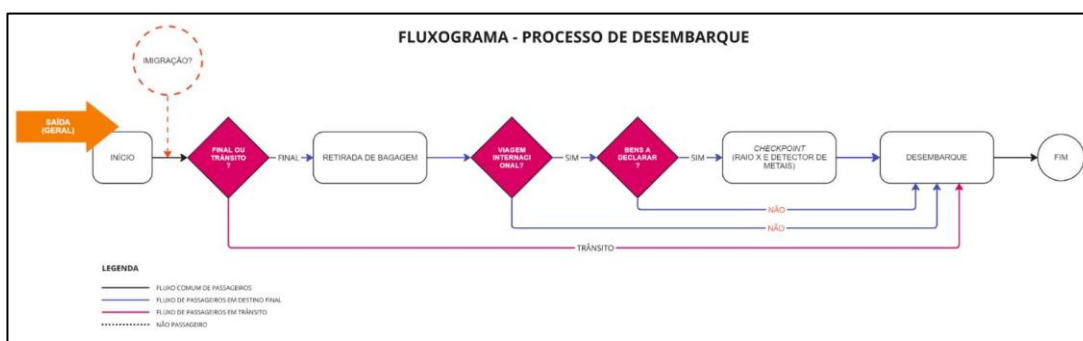 FLUXOGRAMA - PROCESSO DE DESEMBARQUE
IMIGRAÇÃO?
SAÍDA
(GERAL)
INÍCIO
FINAL OU
TRÂNSITO
?
FINAL
RETIRADA DE BAGAGEM
VIAGEM
INTERNACI
ONAL?
SIM
BENS A
DECLARAR
?
SIM
CHECKPOINT
(RAIO X E DETECTOR DE
METAIS)
DESEMBARQUE
FIM
NÃO
NÃO
TRÂNSITO
LEGENDA
FLUXO COMUM DE PASSAGEIROS
FLUXO DE PASSAGEIROS EM DESTINO FINAL
FLUXO DE PASSAGEIROS EM TRÂNSITO
NÃO PASSAGEIRO